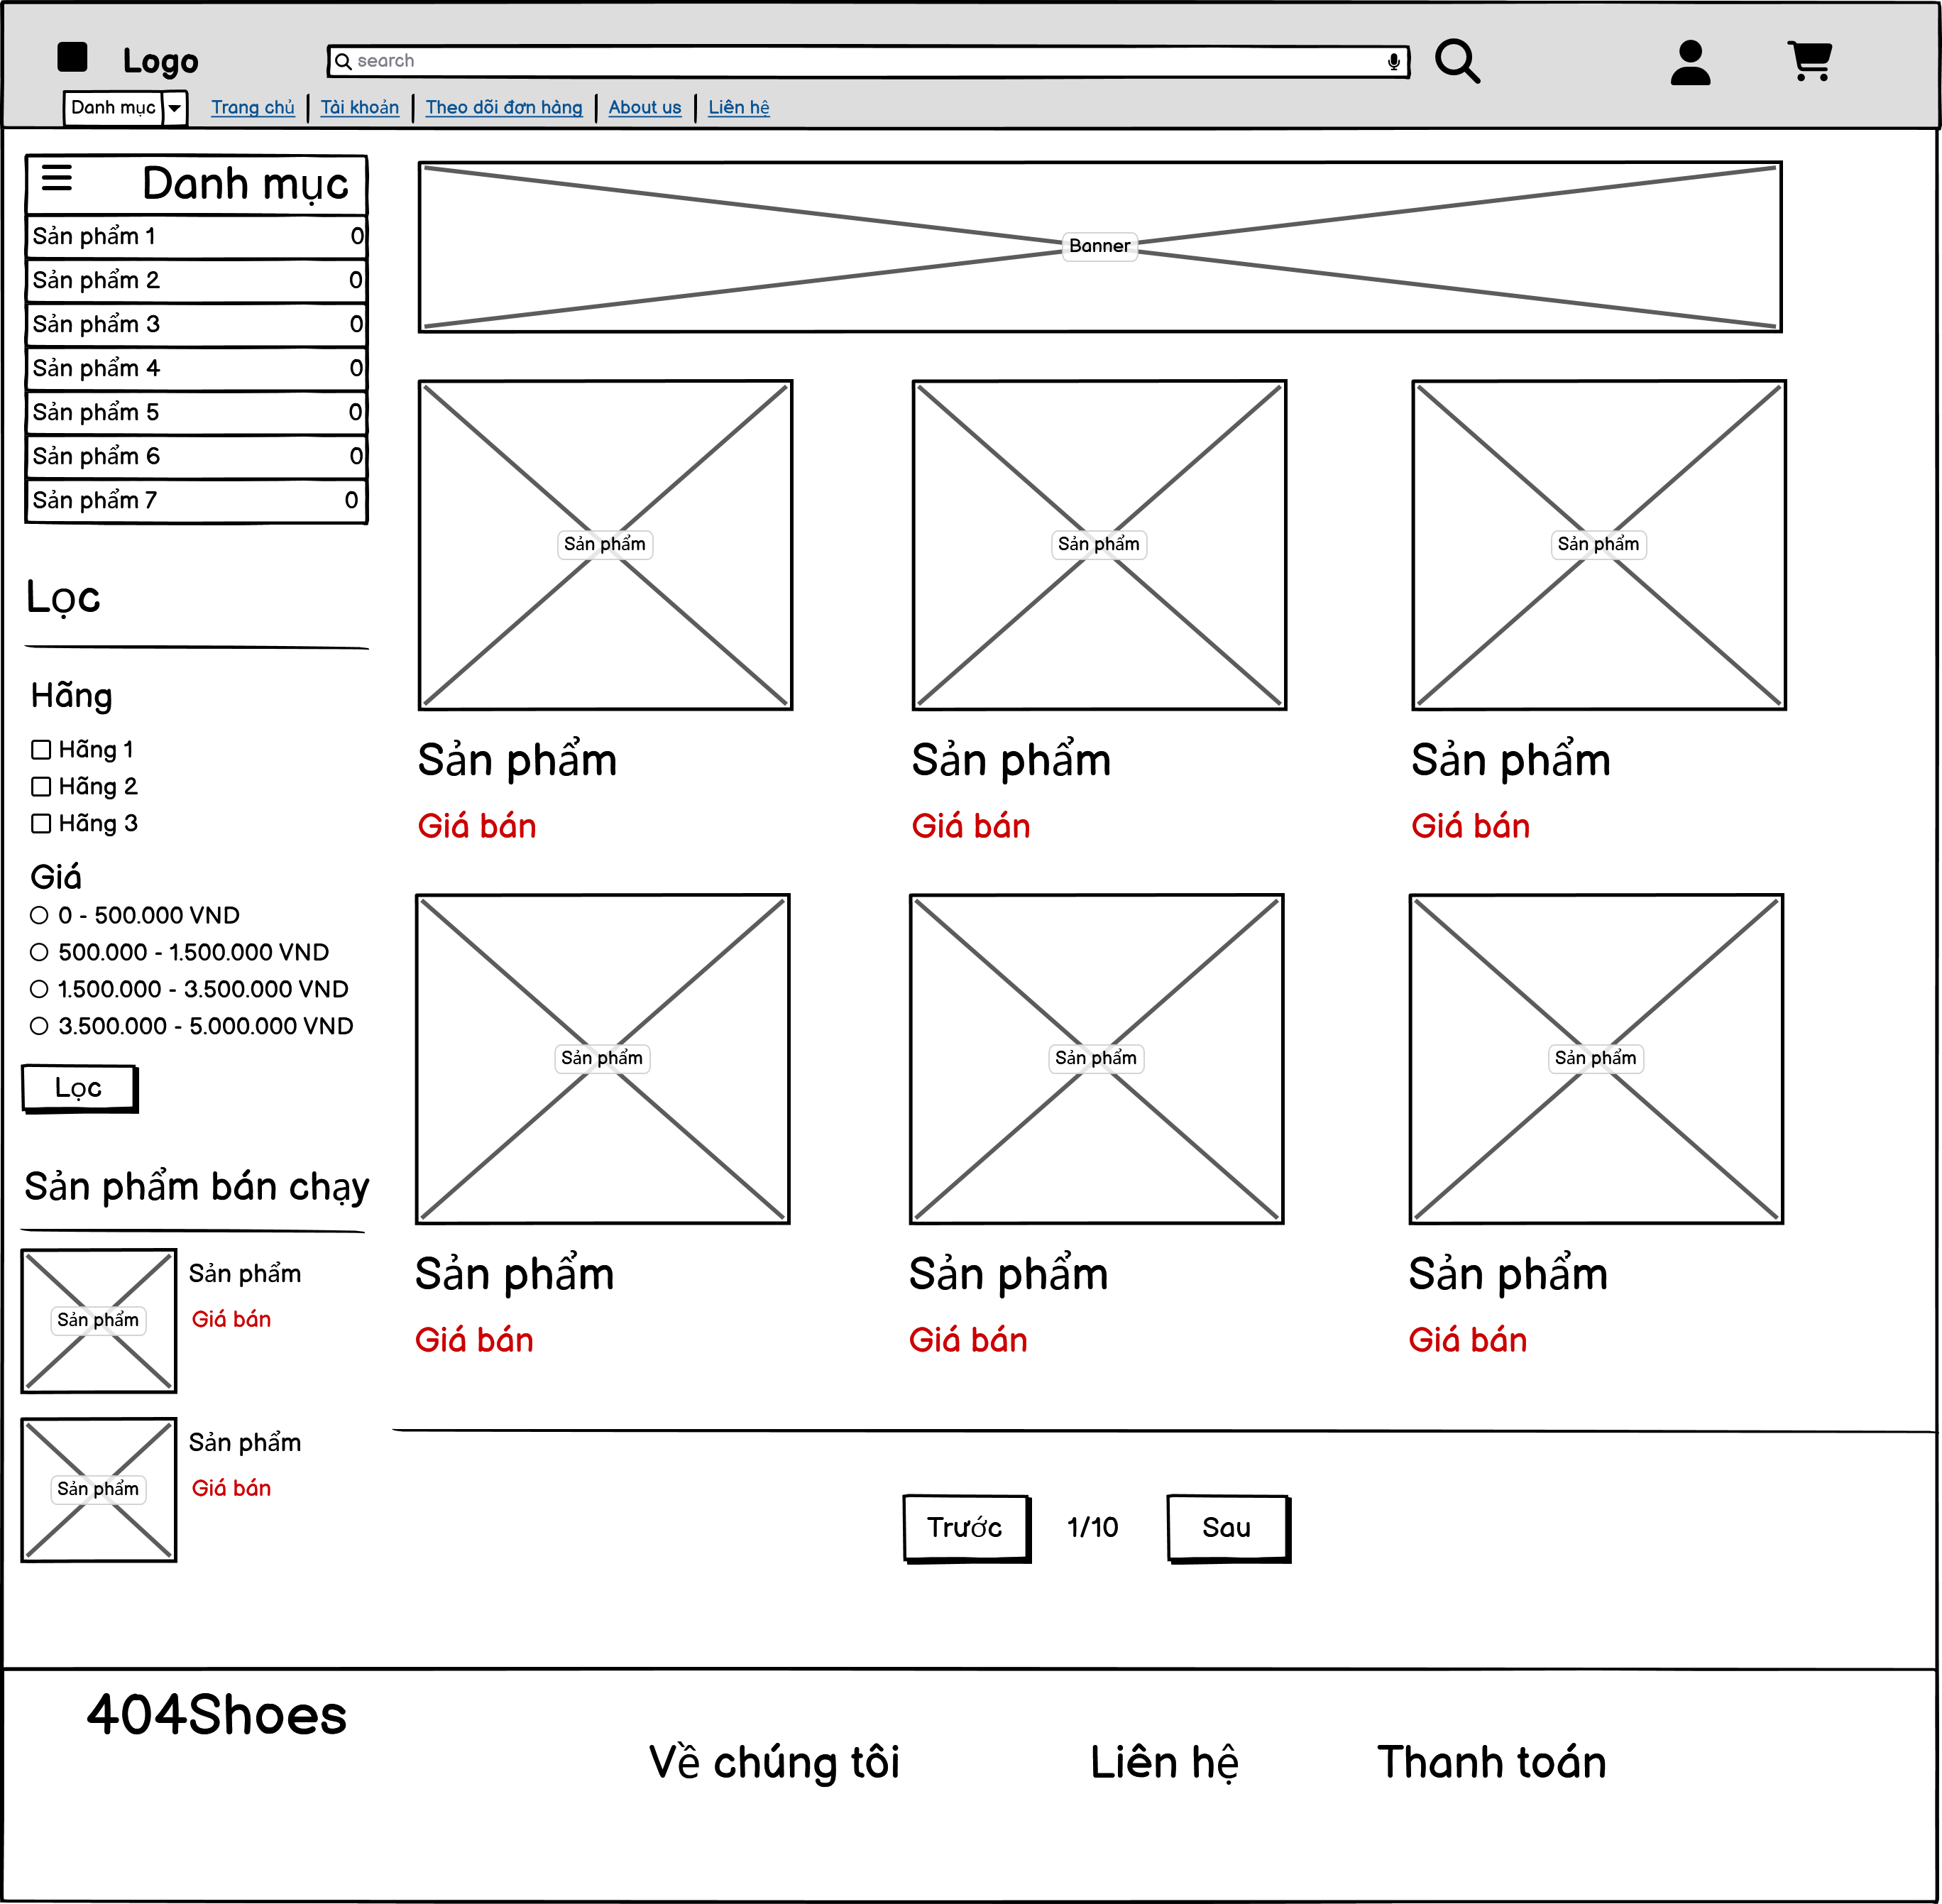 Logo
search
Danh mục
Trang chủ
Tài khoản
Theo dõi đơn hàng
About us
Liên hệ
Danh mục
Sản phẩm 1 0
Sản phẩm 2 0
Sản phẩm 3 0
Sản phẩm 4 0
Sản phẩm 5 0
Sản phẩm 6 0
Sản phẩm 7 0
Lọc
Hãng
Hãng 1
Hãng 2
Hãng 3
Giá
0 - 500.000 VND
500.000 - 1.500.000 VND
1.500.000 - 3.500.000 VND
3.500.000 - 5.000.000 VND
Lọc
Sản phẩm bán chạy
Sản phẩm
Sản phẩm
Giá bán
Sản phẩm
Sản phẩm
Giá bán
Banner
Sản phẩm
Sản phẩm
Sản phẩm
Sản phẩm
Sản phẩm
Sản phẩm
Giá bán
Giá bán
Giá bán
Sản phẩm
Sản phẩm
Sản phẩm
Sản phẩm
Sản phẩm
Sản phẩm
Giá bán
Giá bán
Giá bán
Trước
1/10
Sau
404Shoes
Về chúng tôi
Liên hệ
Thanh toán